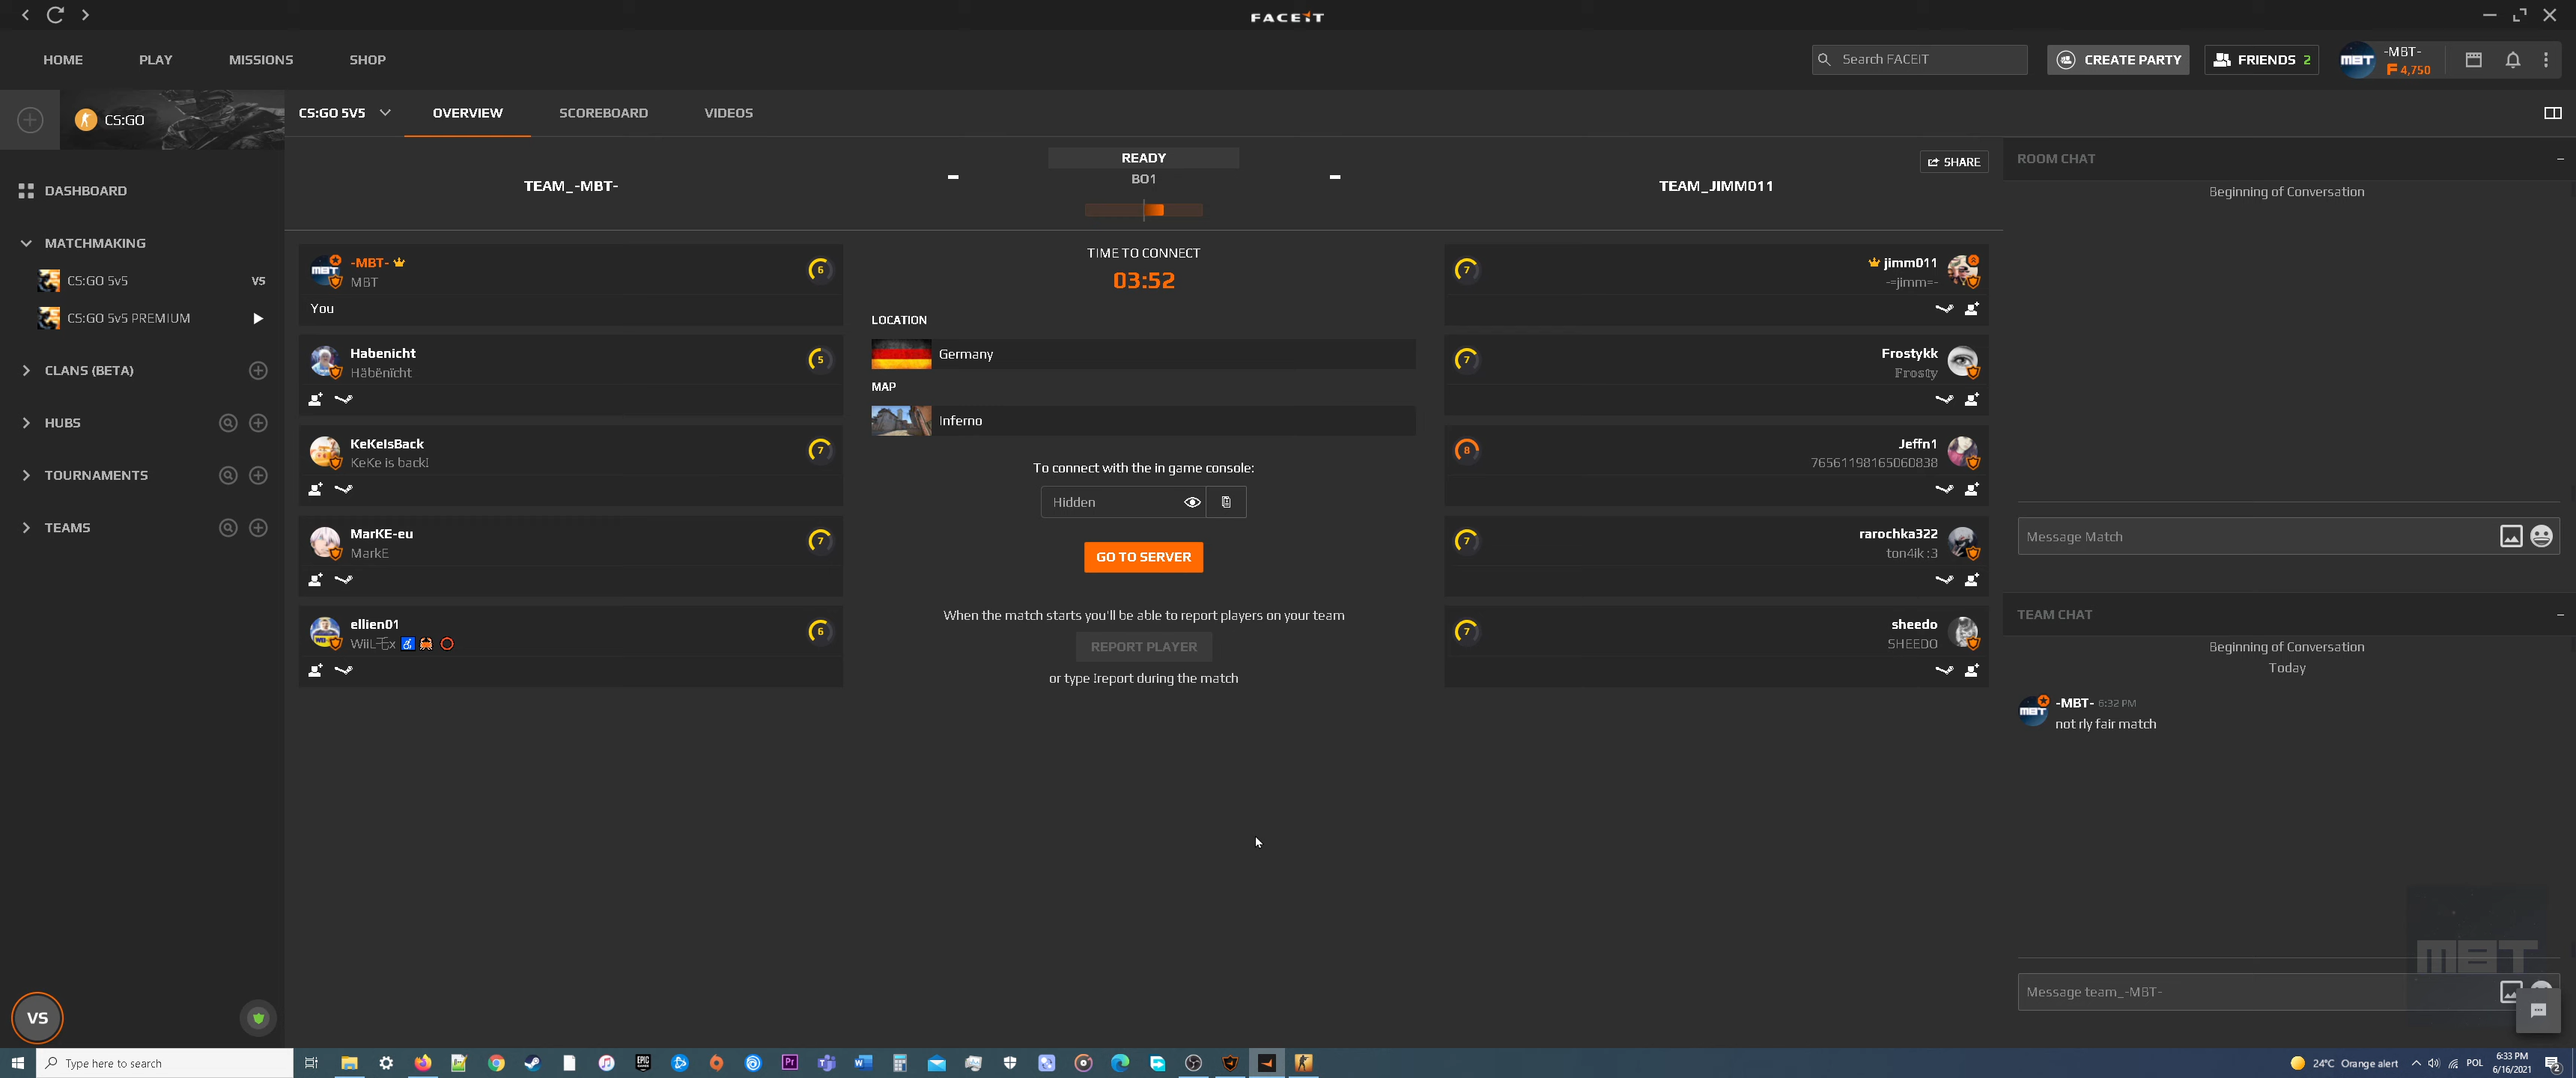 FACEIT
HOME PLAY MISSIONS SHOP
Search FACEIT
CREATE PARTY
FRIENDS 2
MBT
-MBT-
4,750
CS:GO
CS:GO 5V5 OVERVIEW SCOREBOARD VIDEOS
DASHBOARD
MATCHMAKING
CS:GO 5v5 VS
CS:GO 5v5 PREMIUM
CLANS (BETA)
HUBS
TOURNAMENTS
TEAMS
VS
TEAM_-MBT-
-
READY
BO1
-
TEAM_JIMM011
SHARE
-MBT-
MBT
6
You
Habenicht
Häbēnīcht
5
KeKeIsBack
KeKe is backI
7
MarKE-eu
MarkE
7
ellien01
6
TIME TO CONNECT
03:52
LOCATION
Germany
MAP
Inferno
To connect with the in game console:
Hidden
GO TO SERVER
When the match starts you'll be able to report players on your team
REPORT PLAYER
or type !report during the match
7
jimm011
-=jimm=-
7
Frostykk
Frosty
8
Jeffn1
76561198165060838
7
rarochka322
ton4ik :3
7
sheedo
SHEEDO
ROOM CHAT
Beginning of Conversation
Message Match
TEAM CHAT
Beginning of Conversation
Today
-MBT- 6:32 PM
not rly fair match
MBT
Message team_-MBT-
Type here to search
EPIC
Pr
24°C Orange alert
POL
6:33 PM
6/16/2021
2